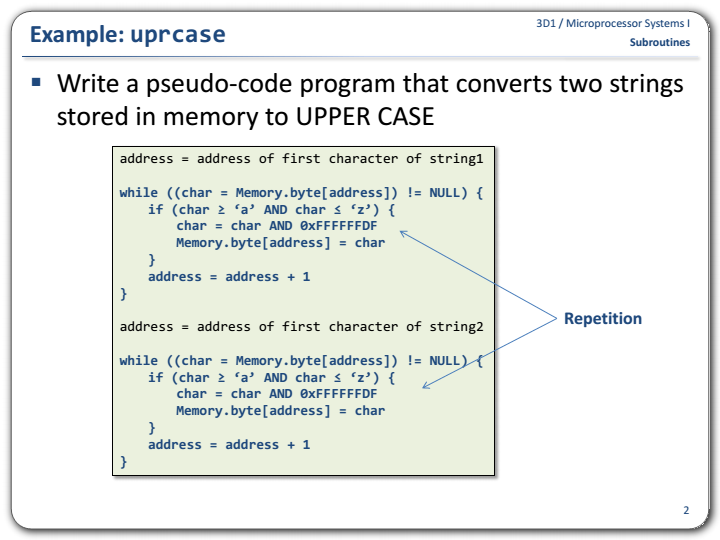 Example: uprcase
3D1 / Microprocessor Systems I
Subroutines
▪ Write a pseudo-code program that converts two strings
stored in memory to UPPER CASE
address = address of first character of string1
while ((char = Memory.byte[address]) != NULL) {
if (char ≥ ‘a’ AND char ≤ ‘z’) {
char = char AND 0xFFFFFFDF
Memory.byte[address] = char
}
address = address + 1
}
address = address of first character of string2
while ((char = Memory.byte[address]) != NULL) {
if (char ≥ ‘a’ AND char ≤ ‘z’) {
char = char AND 0xFFFFFFDF
Memory.byte[address] = char
}
address = address + 1
}
Repetition
2